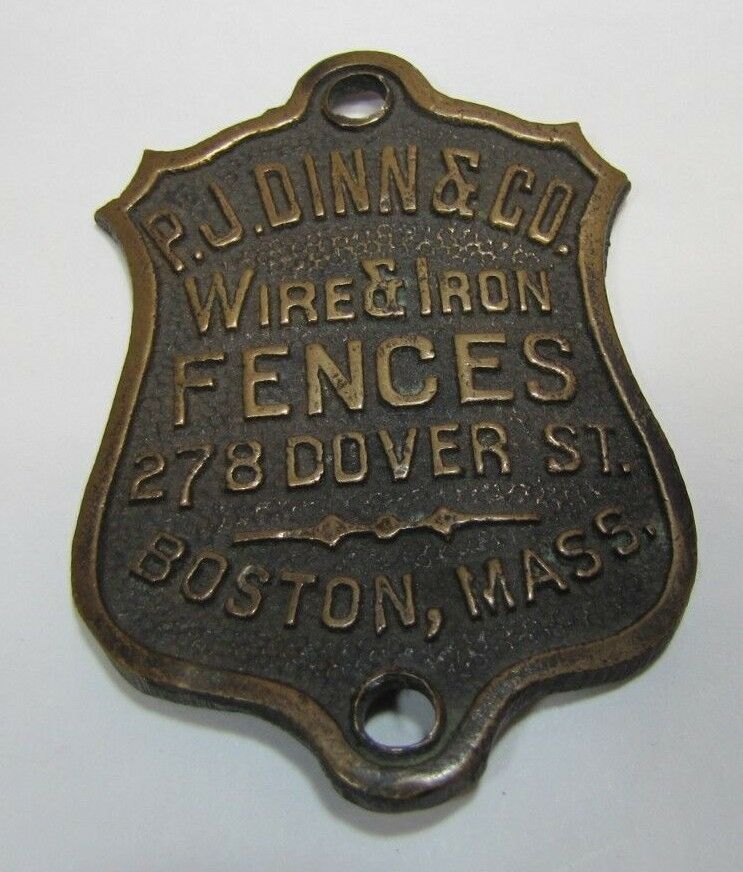 P.J. DINN & CO.
WIRE & IRON
FENCES
278 DOVER ST.
BOSTON, MASS.